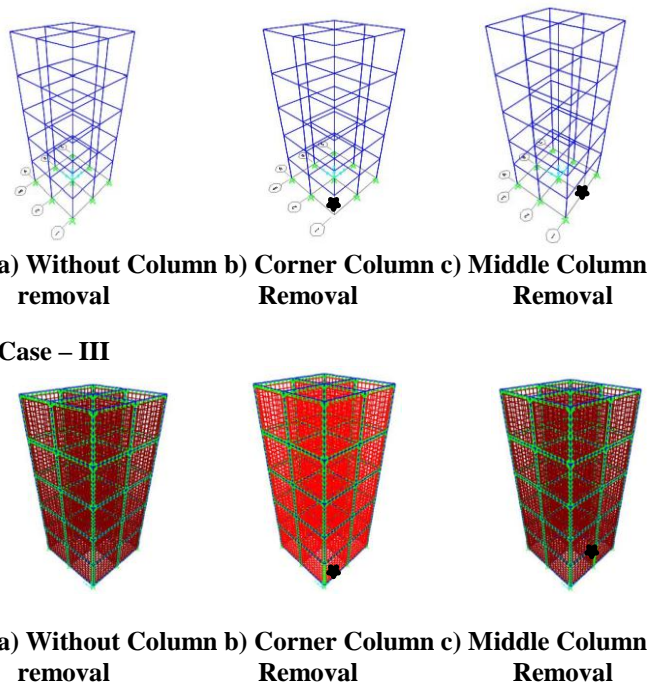 a) Without Column b) Corner Column c) Middle Column
removal Removal Removal
Case – III
a) Without Column b) Corner Column c) Middle Column
removal Removal Removal